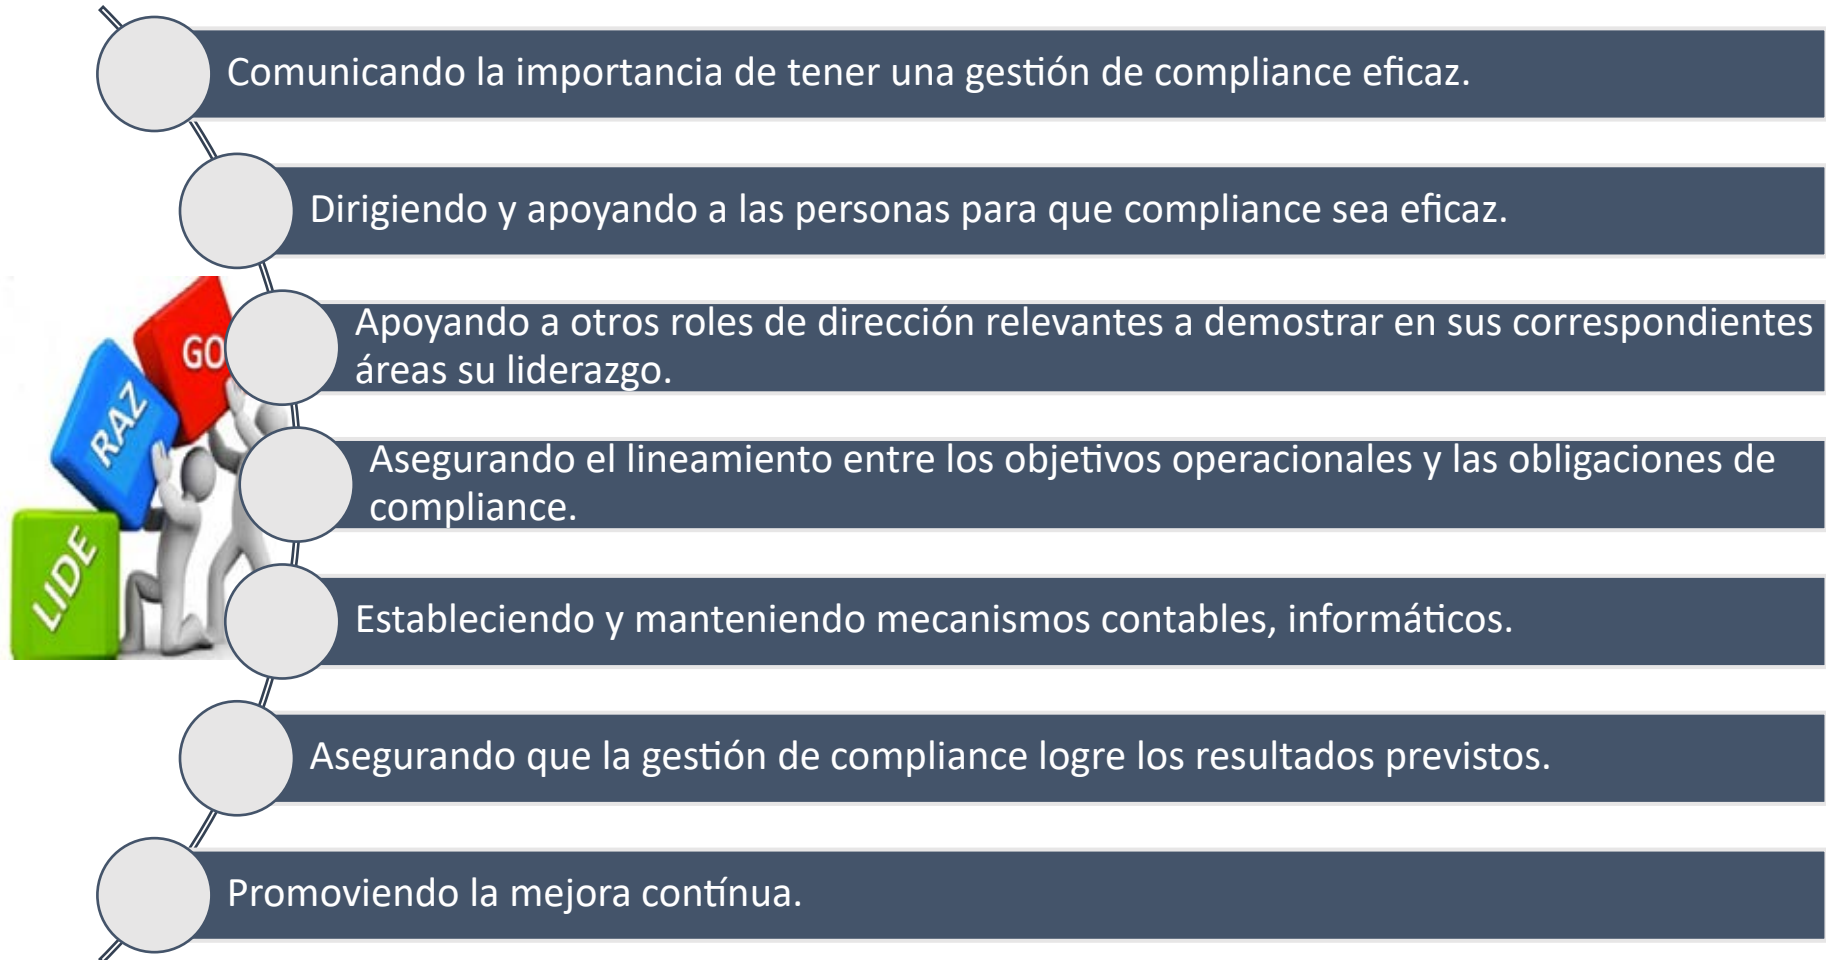 Comunicando la importancia de tener una gestión de compliance eficaz.
Dirigiendo y apoyando a las personas para que compliance sea eficaz.
Apoyando a otros roles de dirección relevantes a demostrar en sus correspondientes
áreas su liderazgo.
GO
RAZ
LIDE
Asegurando el lineamiento entre los objetivos operacionales y las obligaciones de
compliance.
Estableciendo y manteniendo mecanismos contables, informáticos.
Asegurando que la gestión de compliance logre los resultados previstos.
Promoviendo la mejora contínua.